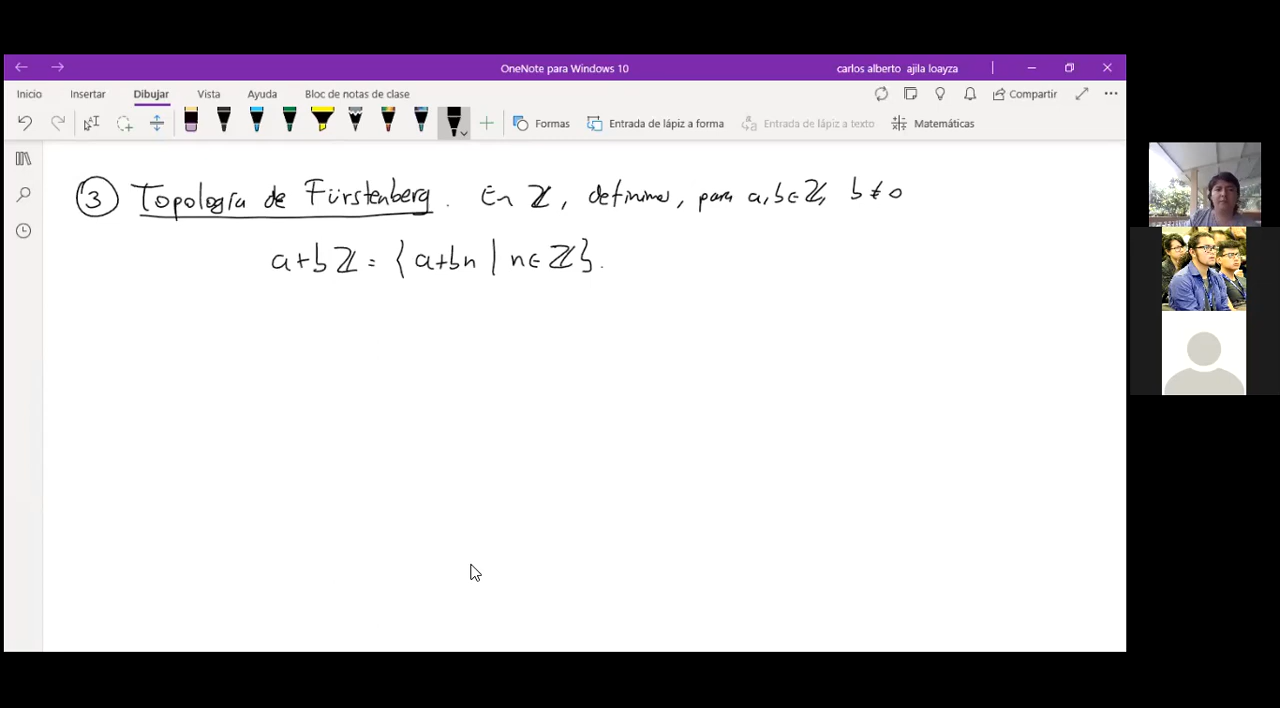 OneNote para Windows 10
carlos alberto ajila loayza
Inicio Insertar Dibujar Vista Ayuda Bloc de notas de clase
Compartir
Formas Entrada de lápiz a forma Entrada de lápiz a texto Matemáticas
3 Topología de Fürstenberg. En ℤ, definimos, para a,b∈ℤ, b≠0
a+bℤ = {a+bn | n∈ℤ}.